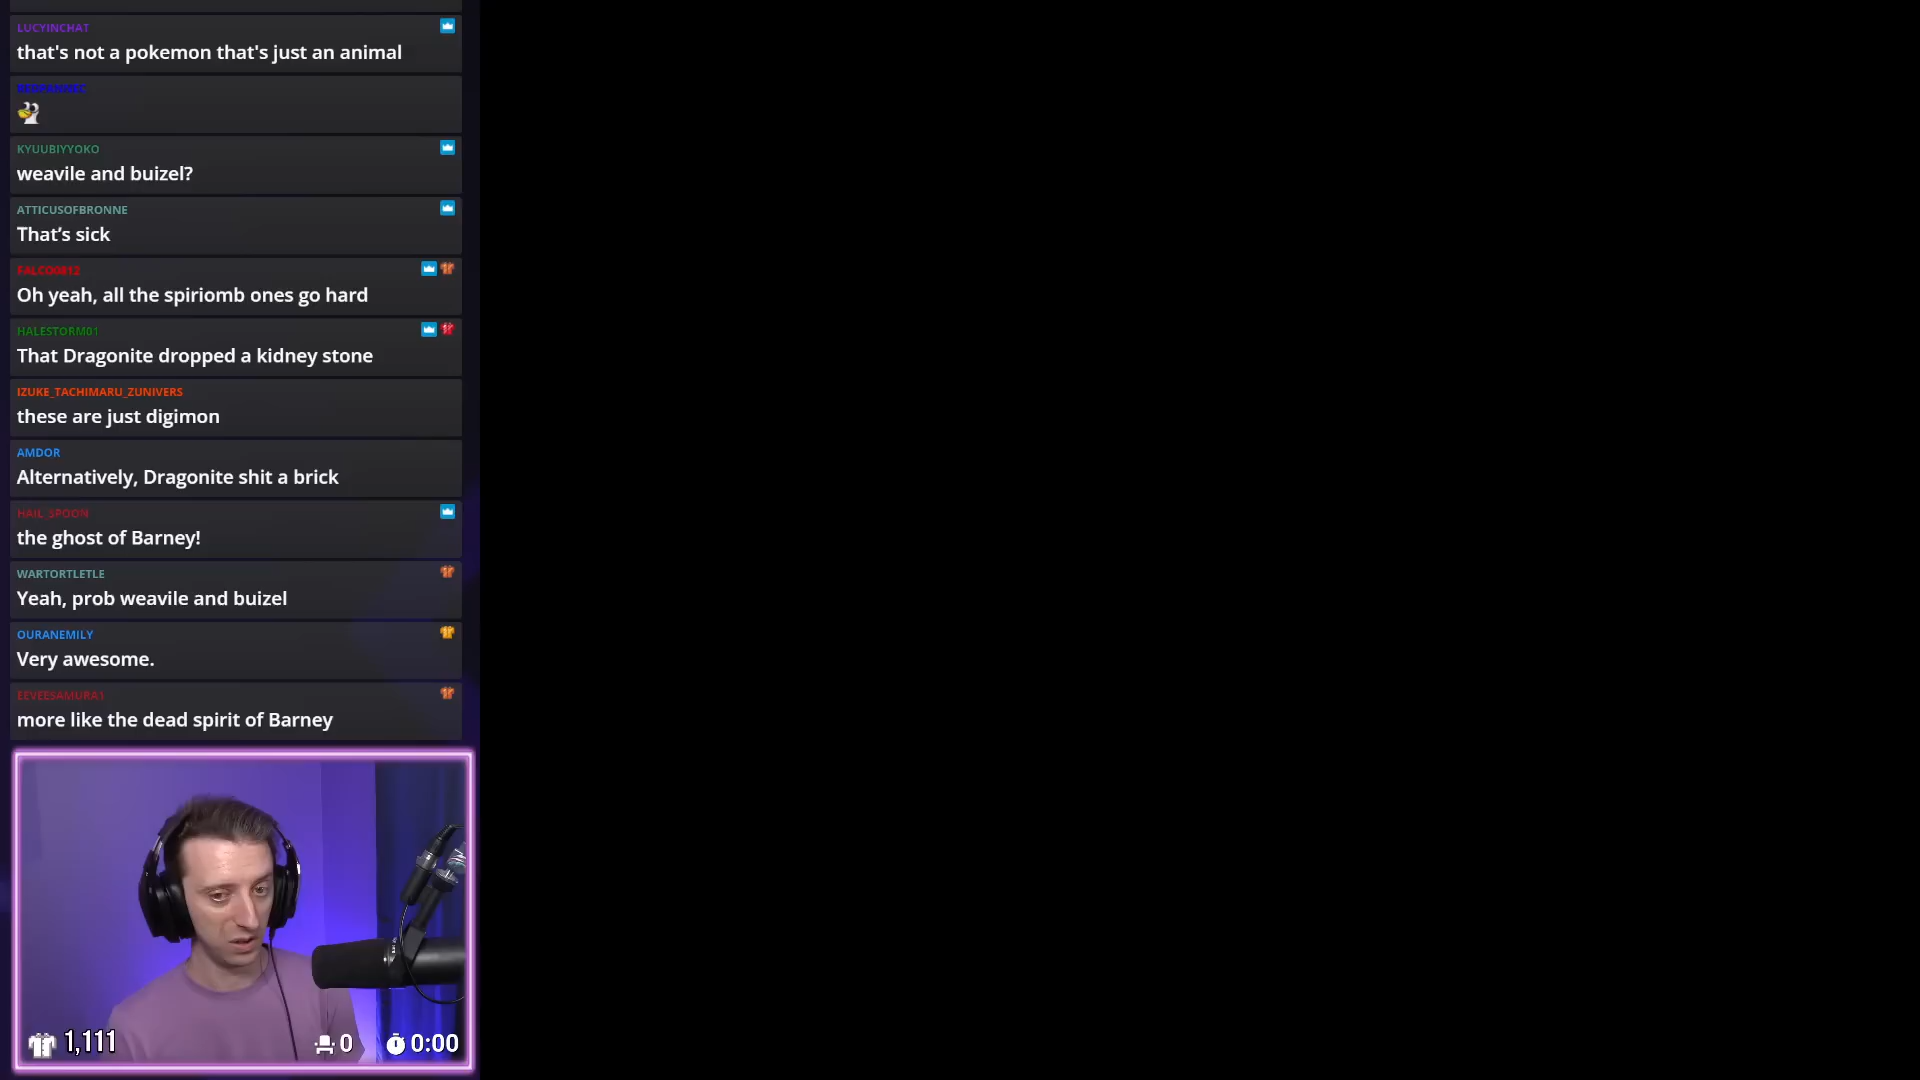 LUCYINCHAT
that's not a pokemon that's just an animal
KYUUBIYYOKO
weavile and buizel?
ATTICUSOFBRONNE
That’s sick
FALCO0812
Oh yeah, all the spiriomb ones go hard
HALESTORM01
That Dragonite dropped a kidney stone
IZUKE_TACHIMARU_ZUNIVERS
these are just digimon
AMDOR
Alternatively, Dragonite shit a brick
HAIL_SPOON
the ghost of Barney!
WARTORTLETLE
Yeah, prob weavile and buizel
OURANEMILY
Very awesome.
EEVEESAMURA1
more like the dead spirit of Barney
1,111
0
0:00